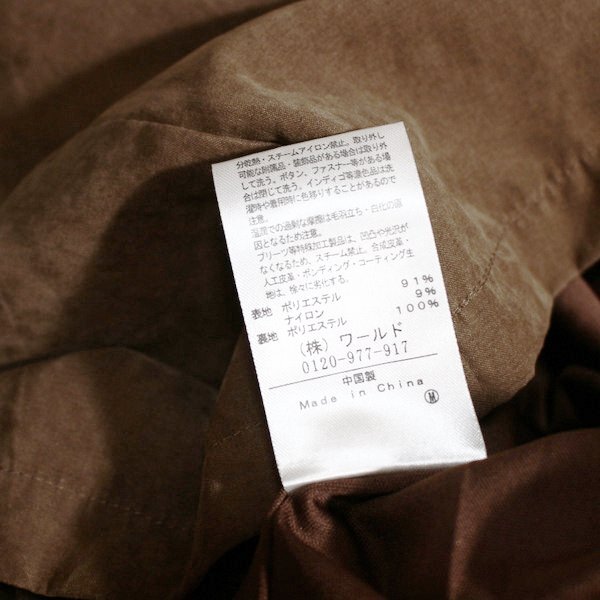 分乾熱・スチームアイロン禁止。取り外し
可能な附属品・装飾品がある場合は取り外
して洗う。ボタン、ファスナー等がある場
合は閉じて洗う。インディゴ等濃色品は洗
濯時や着用時に色移りすることがあるので
注意。
湿潤での過剰な摩擦は毛羽立ち・白化の原
因となるため注意。
プリーツ等特殊加工製品は、凹凸や光沢が
なくなるため、スチーム禁止。合成皮革・
人工皮革・ボンディング・コーティング生
地は、徐々に劣化する。
表地 ポリエステル 91%
ナイロン 9%
裏地 ポリエステル 100%
(株) ワールド
0120-977-917
中国製
Made in China
M